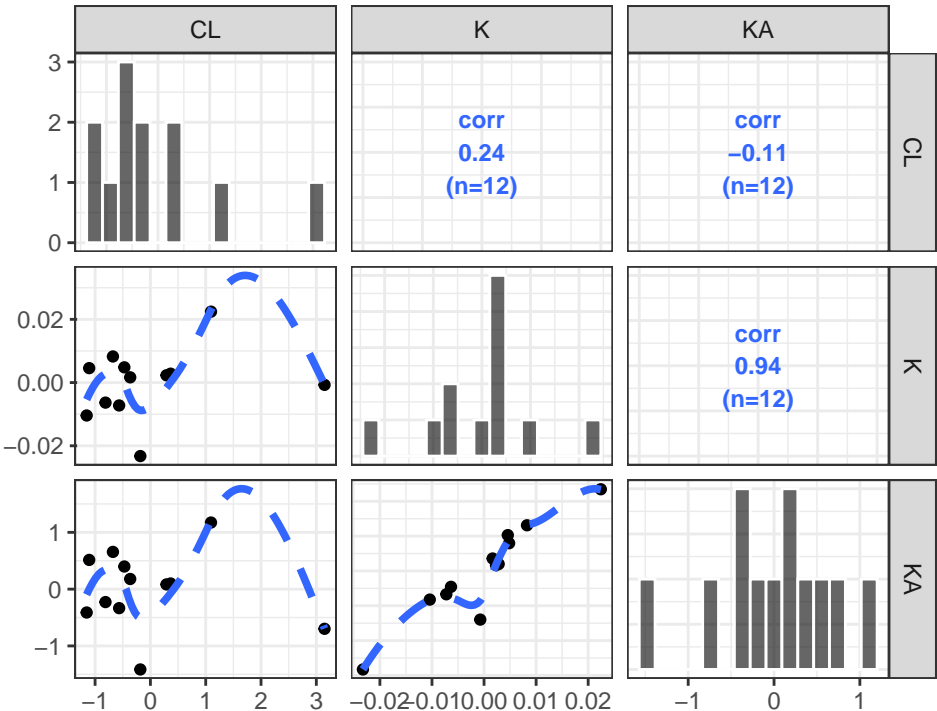 CL K KA
3
2
1
0
corr
0.24
(n=12)
corr
−0.11
(n=12)
CL
0.02
0.00
−0.02
corr
0.94
(n=12)
K
1
0
−1
KA
−1 0 1 2 3
−0.02 −0.01 0.00 0.01 0.02
−1 0 1